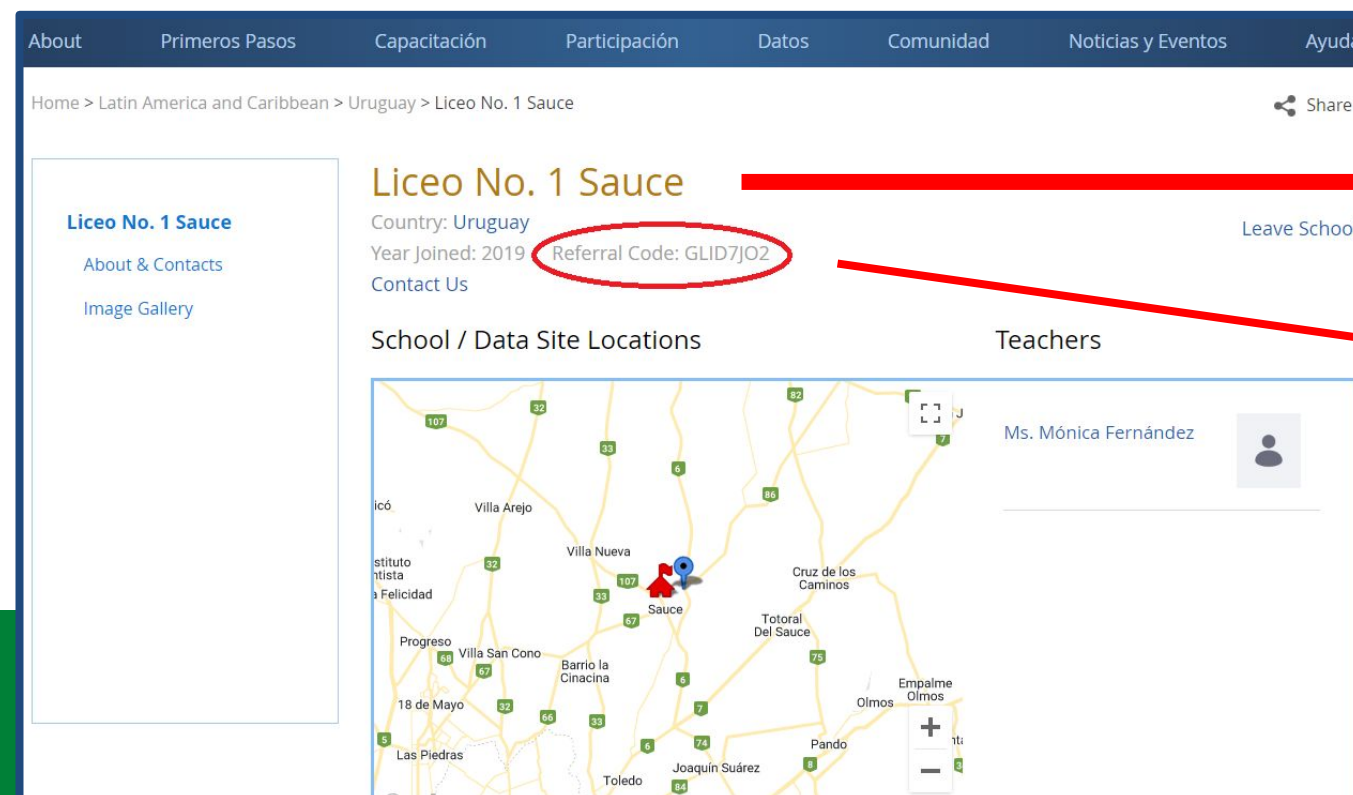 About Primeros Pasos Capacitación Participación Datos Comunidad Noticias y Eventos Ayuda
Home > Latin America and Caribbean > Uruguay > Liceo No. 1 Sauce
Share
Liceo No. 1 Sauce
About & Contacts
Image Gallery
Liceo No. 1 Sauce
Country: Uruguay
Year Joined: 2019 Referral Code: GLID7JO2
Contact Us
Leave Schoo
School / Data Site Locations
Teachers
Ms. Mónica Fernández
82
32
107
7
33
6
86
icó
Villa Arejo
Villa Nueva
stituto
ntista
a Felicidad
32
107
33
Cruz de los
Caminos
Sauce
67
Totoral
Del Sauce
Progreso
68
Villa San Cono
67
Barrio la
Cinacina
75
6
Empalme
Olmos
Olmos
18 de Mayo
32
66
33
7
5
Las Piedras
6
74
Pando
Joaquín Suárez
8
Toledo
84